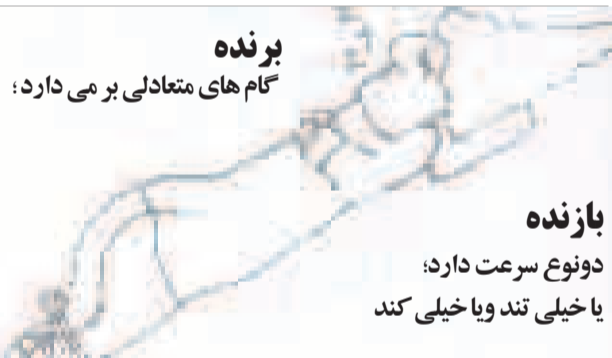 برنده
گام های متعادلی بر می دارد؛
بازنده
دونوع سرعت دارد؛
یا خیلی تند ویا خیلی کند